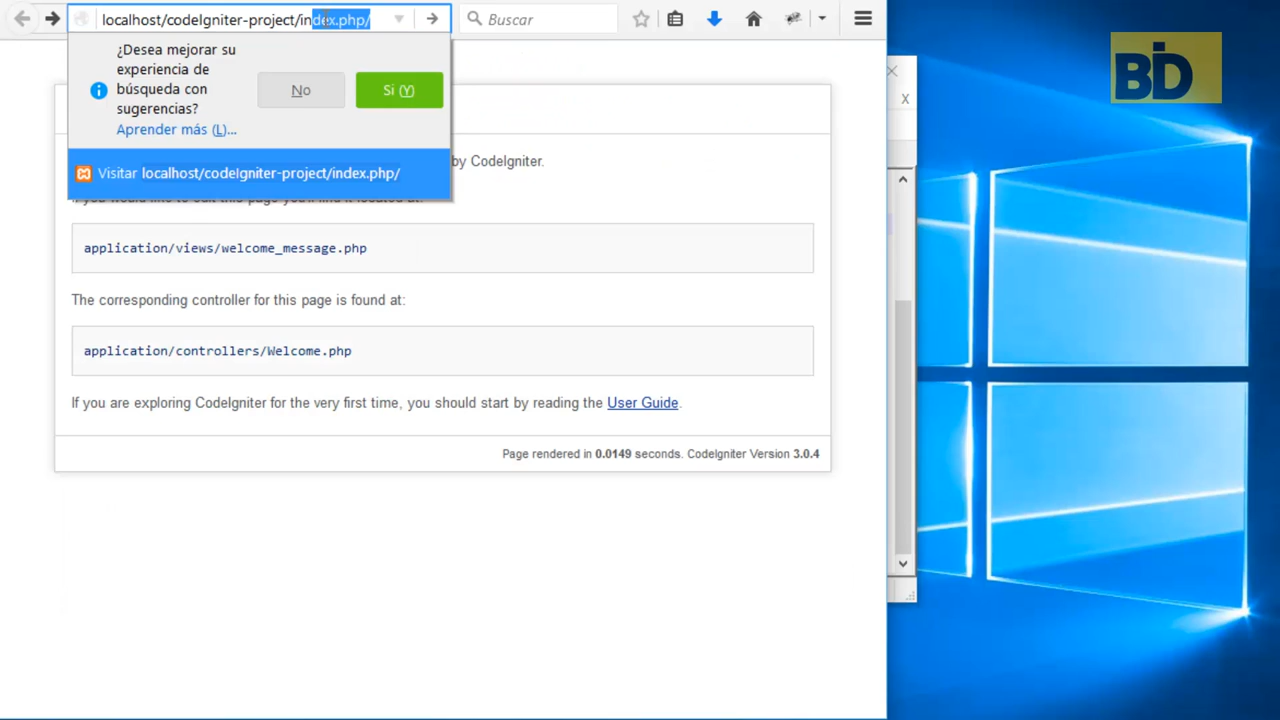 localhost/codeIgniter-project/index.php/
Buscar
¿Desea mejorar su
experiencia de
búsqueda con
sugerencias?
Aprender más (L)...
No
Si (Y)
Visitar localhost/codeIgniter-project/index.php/
by CodeIgniter.
application/views/welcome_message.php
The corresponding controller for this page is found at:
application/controllers/Welcome.php
If you are exploring CodeIgniter for the very first time, you should start by reading the User Guide.
Page rendered in 0.0149 seconds. CodeIgniter Version 3.0.4
X
BID